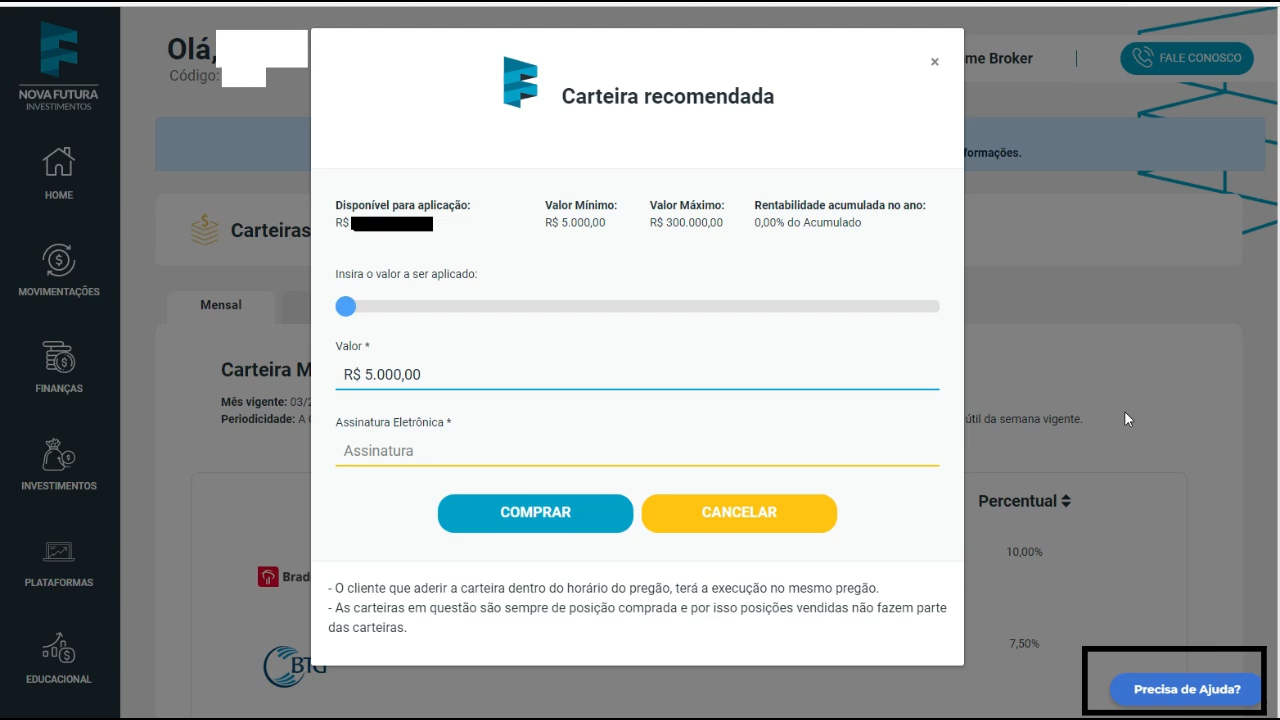 NOVA FUTURA
INVESTIMENTOS
HOME
MOVIMENTAÇÕES
FINANÇAS
INVESTIMENTOS
PLATAFORMAS
EDUCACIONAL
Olá,
Código:
me Broker
FALE CONOSCO
formações.
Carteiras
Mensal
Carteira M
Mês vigente: 03/2
Periodicidade: A C
útil da semana vigente.
Percentual
10,00%
Brad
7,50%
BTG
Carteira recomendada
×
Disponível para aplicação: Valor Mínimo: Valor Máximo: Rentabilidade acumulada no ano:
R$ R$ 5.000,00 R$ 300.000,00 0,00% do Acumulado
Insira o valor a ser aplicado:
Valor *
R$ 5.000,00
Assinatura Eletrônica *
Assinatura
COMPRAR CANCELAR
- O cliente que aderir a carteira dentro do horário do pregão, terá a execução no mesmo pregão.
- As carteiras em questão são sempre de posição comprada e por isso posições vendidas não fazem parte
das carteiras.
Precisa de Ajuda?